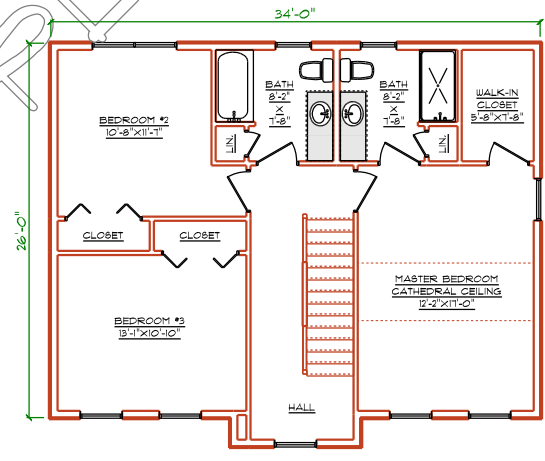 34'-0"
BATH
8'-2"
X
7'-8"
BATH
8'-2"
X
7'-8"
WALK-IN
CLOSET
5'-8"X7'-8"
BEDROOM #2
10'-8"X11'-7"
LIN.
LIN.
26'-0"
CLOSET
CLOSET
MASTER BEDROOM
CATHEDRAL CEILING
12'-2"X17'-0"
BEDROOM #3
13'-1"X10'-10"
HALL